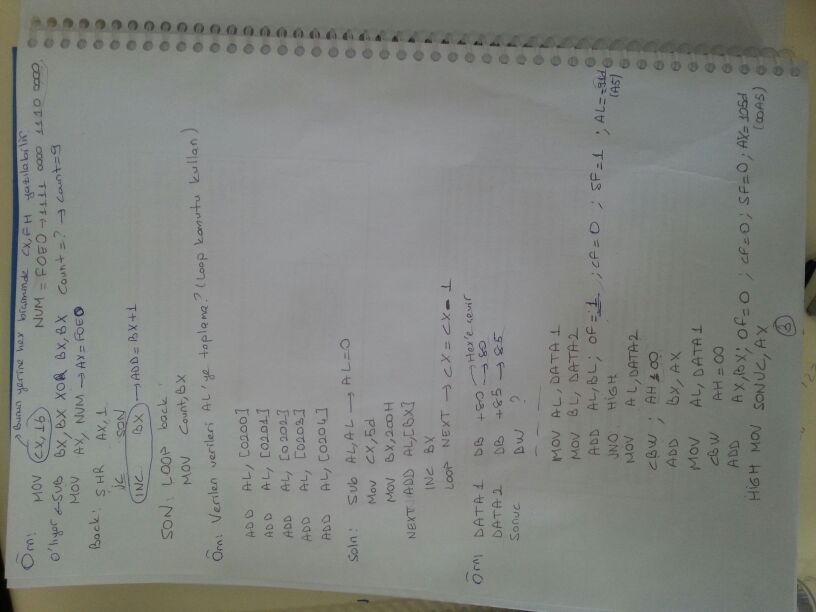 Örn: MOV CX,16 → Bunun yerine hex biçiminde CX,FH yazılabilir
0'lıyor ← SUB BX,BX XOR BX,BX NUM = F0E0 → 1111 0000 1110 0000
MOV AX, NUM → AX=F0E0 Count =? → Count=9
Back: SHR AX,1
JC SON
INC BX → ADD = BX+1
SON: LOOP back
MOV Count,BX
Örn: Verilen verileri AL'ye toplama? (Loop komutu kullan)
ADD AL, [0200]
ADD AL, [0201]
ADD AL, [0202]
ADD AL, [0203]
ADD AL, [0204]
Soln: Sub AL,AL → AL=0
Mov CX,5d
Mov BX,200H
NEXT: ADD AL,[BX]
INC BX
Loop NEXT → CX = CX - 1
Örn: DATA1 DB +80 → Hex'e çevir → 80
DATA2 DB +85 → 85
Sonuc DW ?
- - -
MOV AL, DATA1
MOV BL, DATA2
ADD AL,BL; OF=1 ; CF=0 ; SF=1 ; AL=-91d
(A5)
JNO HIGH
MOV AL,DATA2
CBW ; AH=00
ADD ; BX, AX
MOV AL, DATA1
CBW AH=00
ADD AX,BX; OF=0 ; CF=0 ; SF=0 ; AX=165d
(00A5)
HIGH MOV SONUC, AX
3